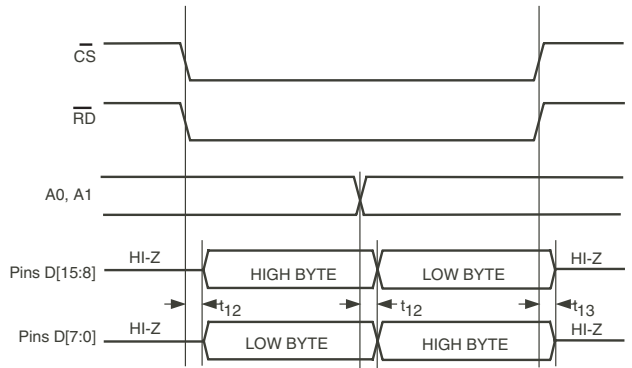 CS
RD
A0, A1
HI-Z
HIGH BYTE
LOW BYTE
HI-Z
Pins D[15:8]
t12
t12
t13
HI-Z
LOW BYTE
HIGH BYTE
HI-Z
Pins D[7:0]